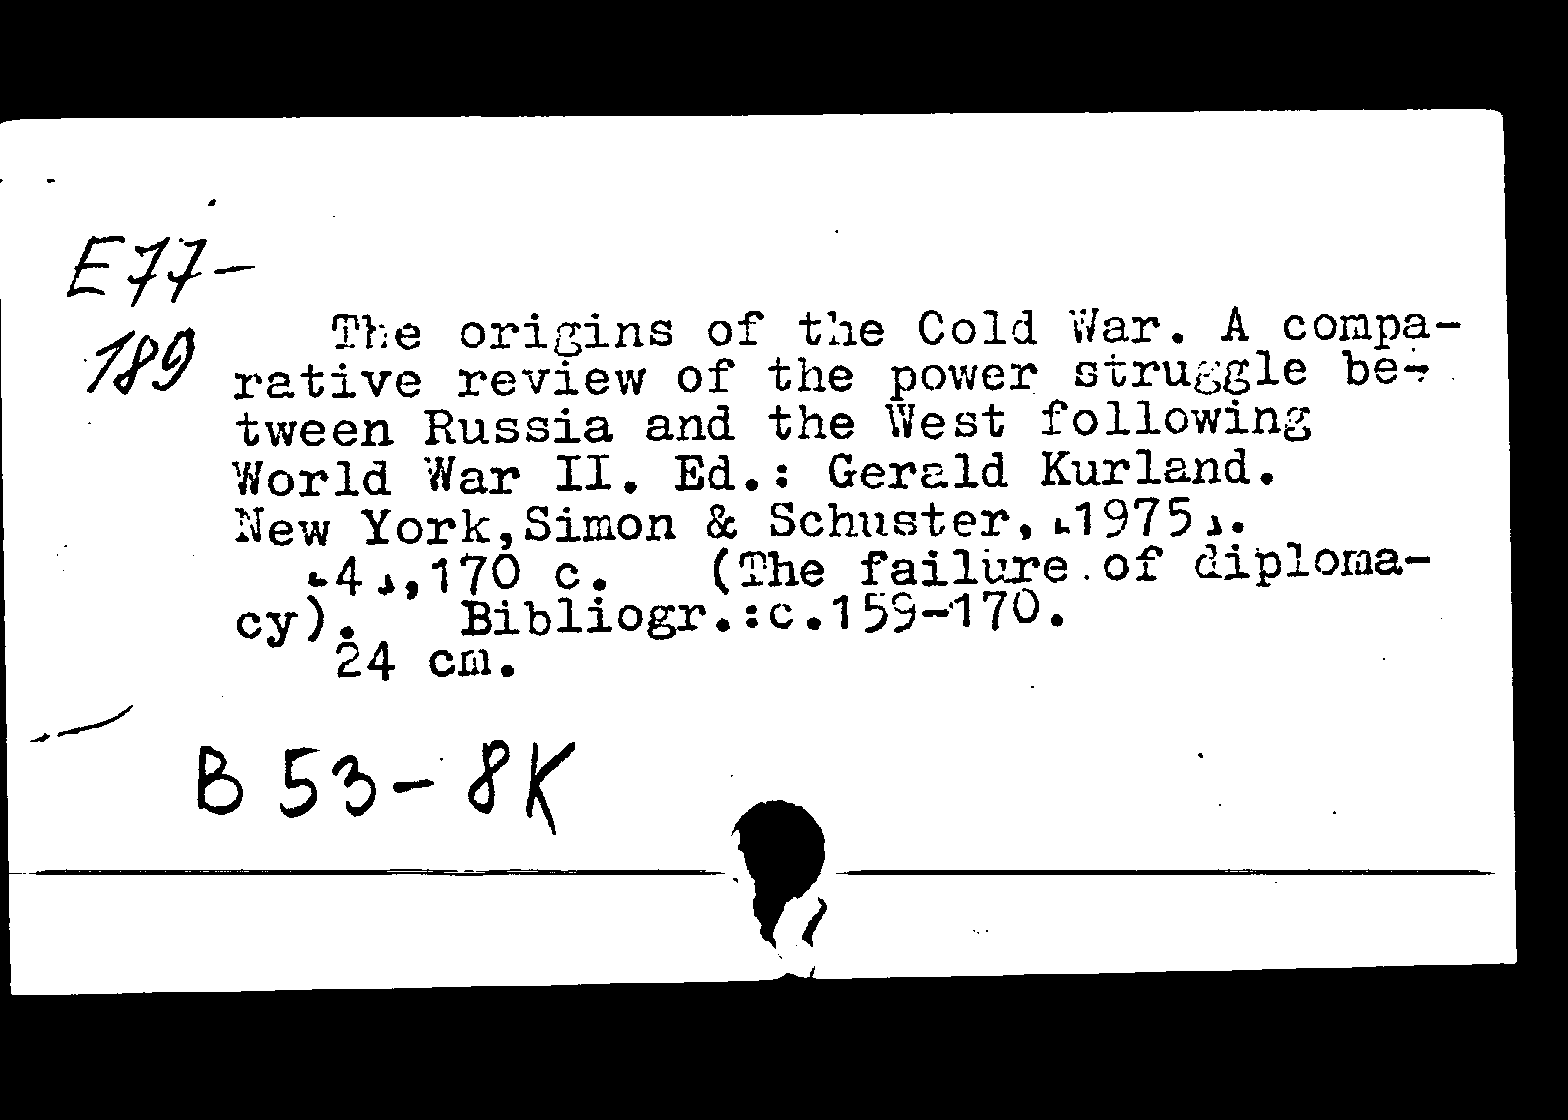 E77-
189
The origins of the Cold War. A compa-
rative review of the power struggle be-
tween Russia and the West following
World War II. Ed.: Gerald Kurland.
New York,Simon & Schuster, [1975].
[4],170 c. (The failure of diploma-
cy). Bibliogr.:c.159-170.
24 cm.
B 53-8K